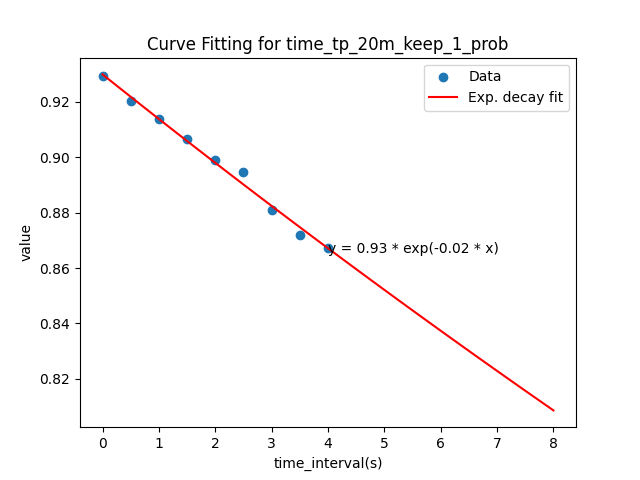 Curve Fitting for time_tp_20m_keep_1_prob
Data
Exp. decay fit
value
0.92
0.90
0.88
0.86
0.84
0.82
y = 0.93 * exp(-0.02 * x)
0 1 2 3 4 5 6 7 8
time_interval(s)